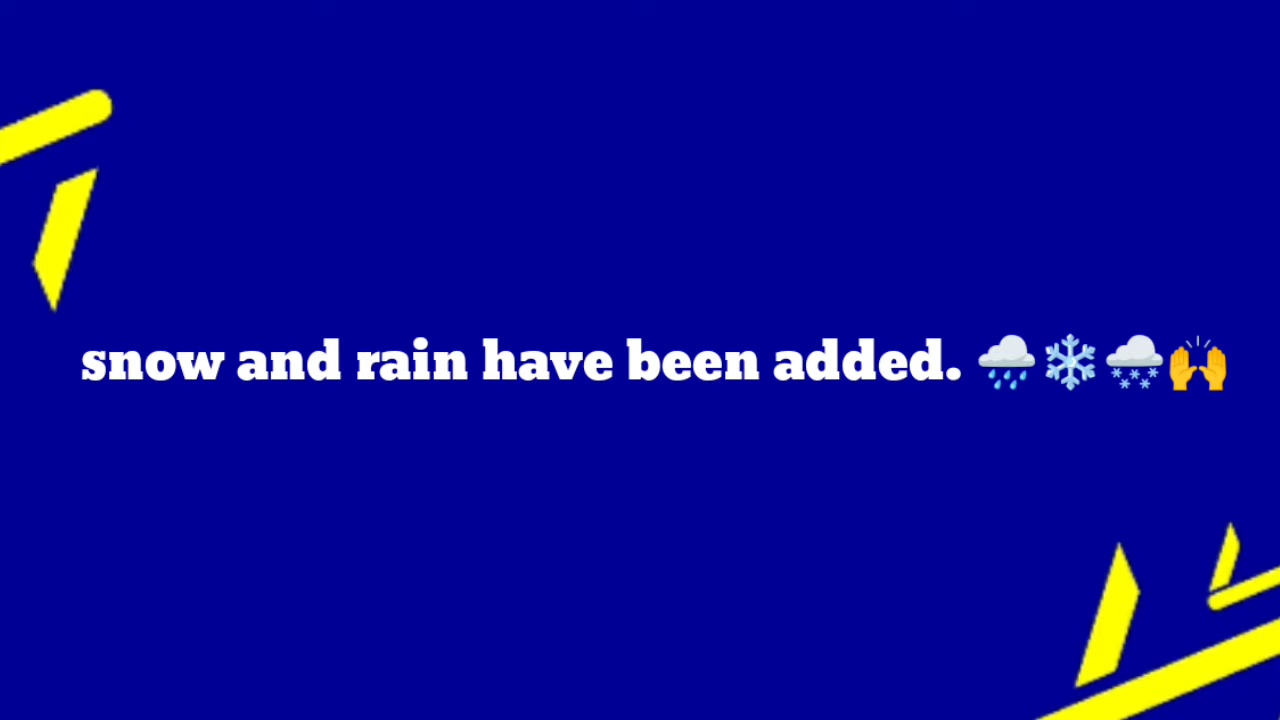 snow and rain have been added. 🌧️❄️🌨️🙌